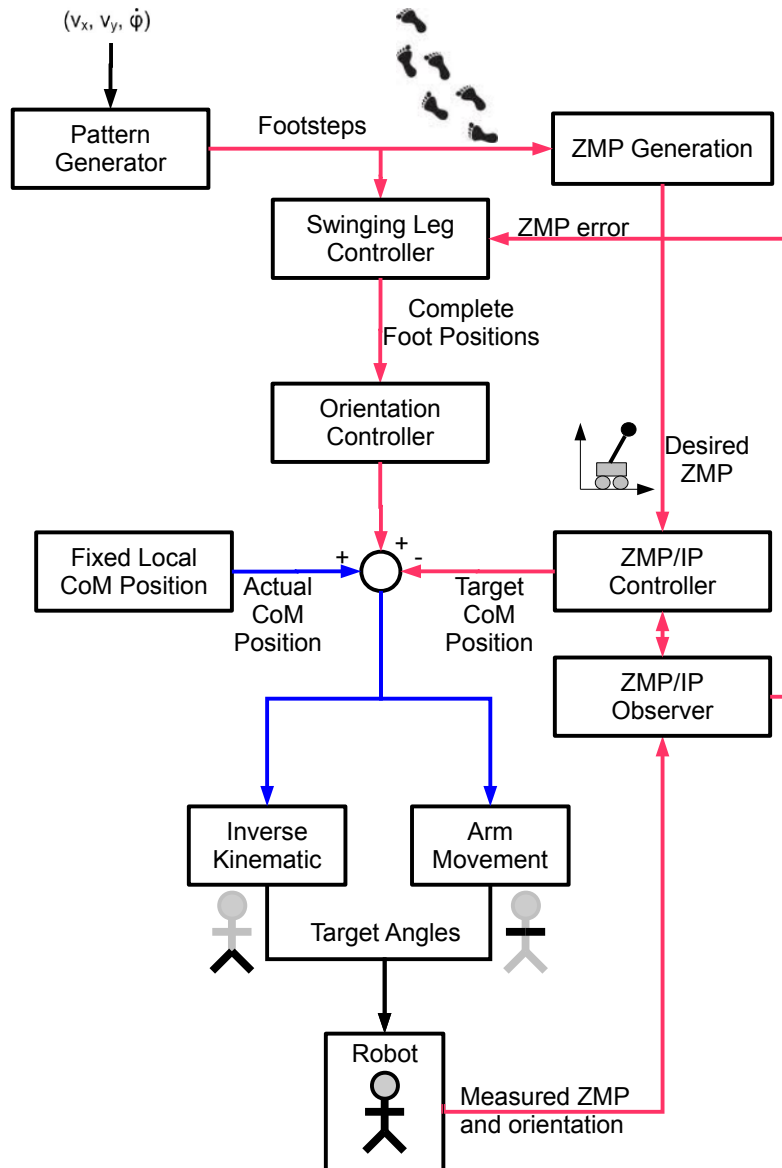 (vx, vy, φ̇)
Pattern
Generator
Footsteps
ZMP Generation
Swinging Leg
Controller
ZMP error
Complete
Foot Positions
Orientation
Controller
Desired
ZMP
Fixed Local
CoM Position
+
+
-
Actual
CoM
Position
Target
CoM
Position
ZMP/IP
Controller
ZMP/IP
Observer
Inverse
Kinematic
Arm
Movement
Target Angles
Robot
Measured ZMP
and orientation